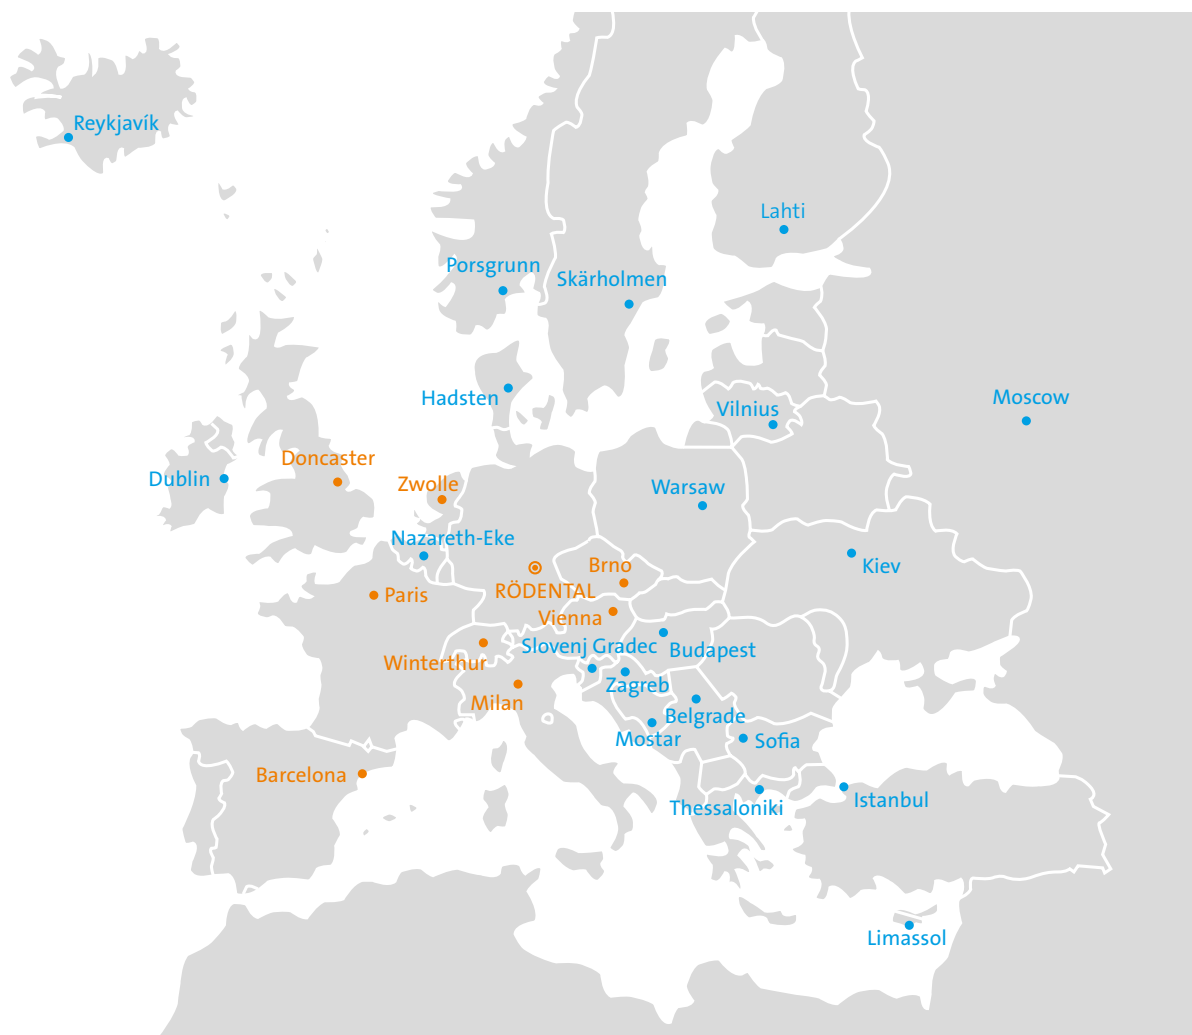 Reykjavík
Lahti
Porsgrunn
Skärholmen
Hadsten
Moscow
Vilnius
Doncaster
Dublin
Zwolle
Warsaw
Nazareth-Eke
Brno
Kiev
RÖDENTAL
Paris
Vienna
Slovenj Gradec
Budapest
Winterthur
Zagreb
Milan
Belgrade
Mostar
Sofia
Barcelona
Istanbul
Thessaloniki
Limassol